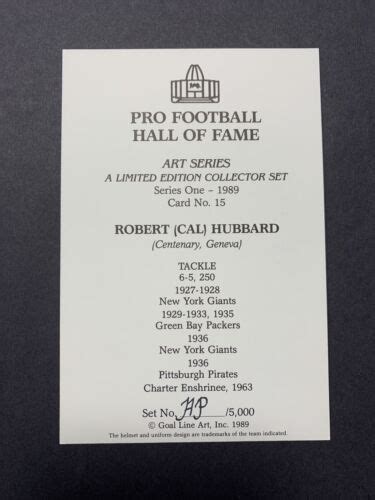 PRO FOOTBALL
HALL OF FAME
ART SERIES
A LIMITED EDITION COLLECTOR SET
Series One – 1989
Card No. 15
ROBERT (CAL) HUBBARD
(Centenary, Geneva)
TACKLE
6-5, 250
1927-1928
New York Giants
1929-1933, 1935
Green Bay Packers
1936
New York Giants
1936
Pittsburgh Pirates
Charter Enshrinee, 1963
Set No. HP /5,000
© Goal Line Art, Inc. 1989
The helmet and uniform design are trademarks of the team indicated.